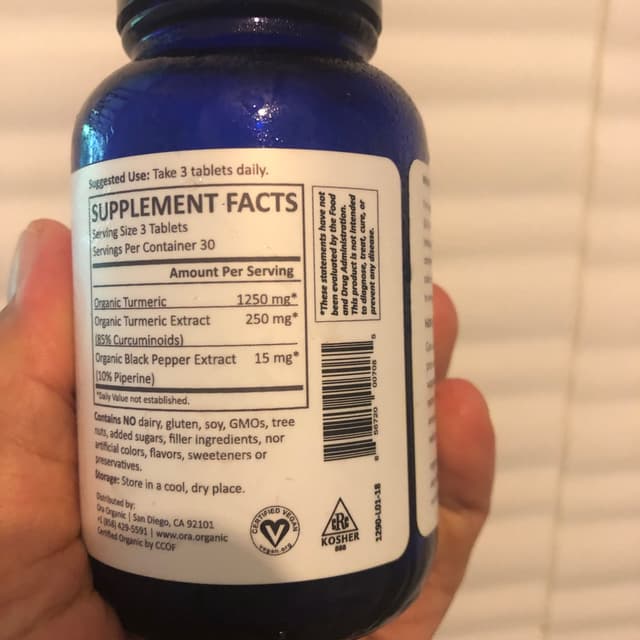 Suggested Use: Take 3 tablets daily.
SUPPLEMENT FACTS
Serving Size 3 Tablets
Servings Per Container 30
Amount Per Serving
Organic Turmeric 1250 mg*
Organic Turmeric Extract 250 mg*
(85% Curcuminoids)
Organic Black Pepper Extract 15 mg*
(10% Piperine)
*Daily Value not established.
Contains NO dairy, gluten, soy, GMOs, tree
nuts, added sugars, filler ingredients, nor
artificial colors, flavors, sweeteners or
preservatives.
Storage: Store in a cool, dry place.
Distributed by:
Ora Organic | San Diego, CA 92101
+1 (858) 429-5591 | www.ora.organic
Certified Organic by CCOF
*These statements have not
been evaluated by the Food
and Drug Administration.
This product is not intended
to diagnose, treat, cure, or
prevent any disease.
CERTIFIED VEGAN
vegan.org
KOSHER
1290-L01-18